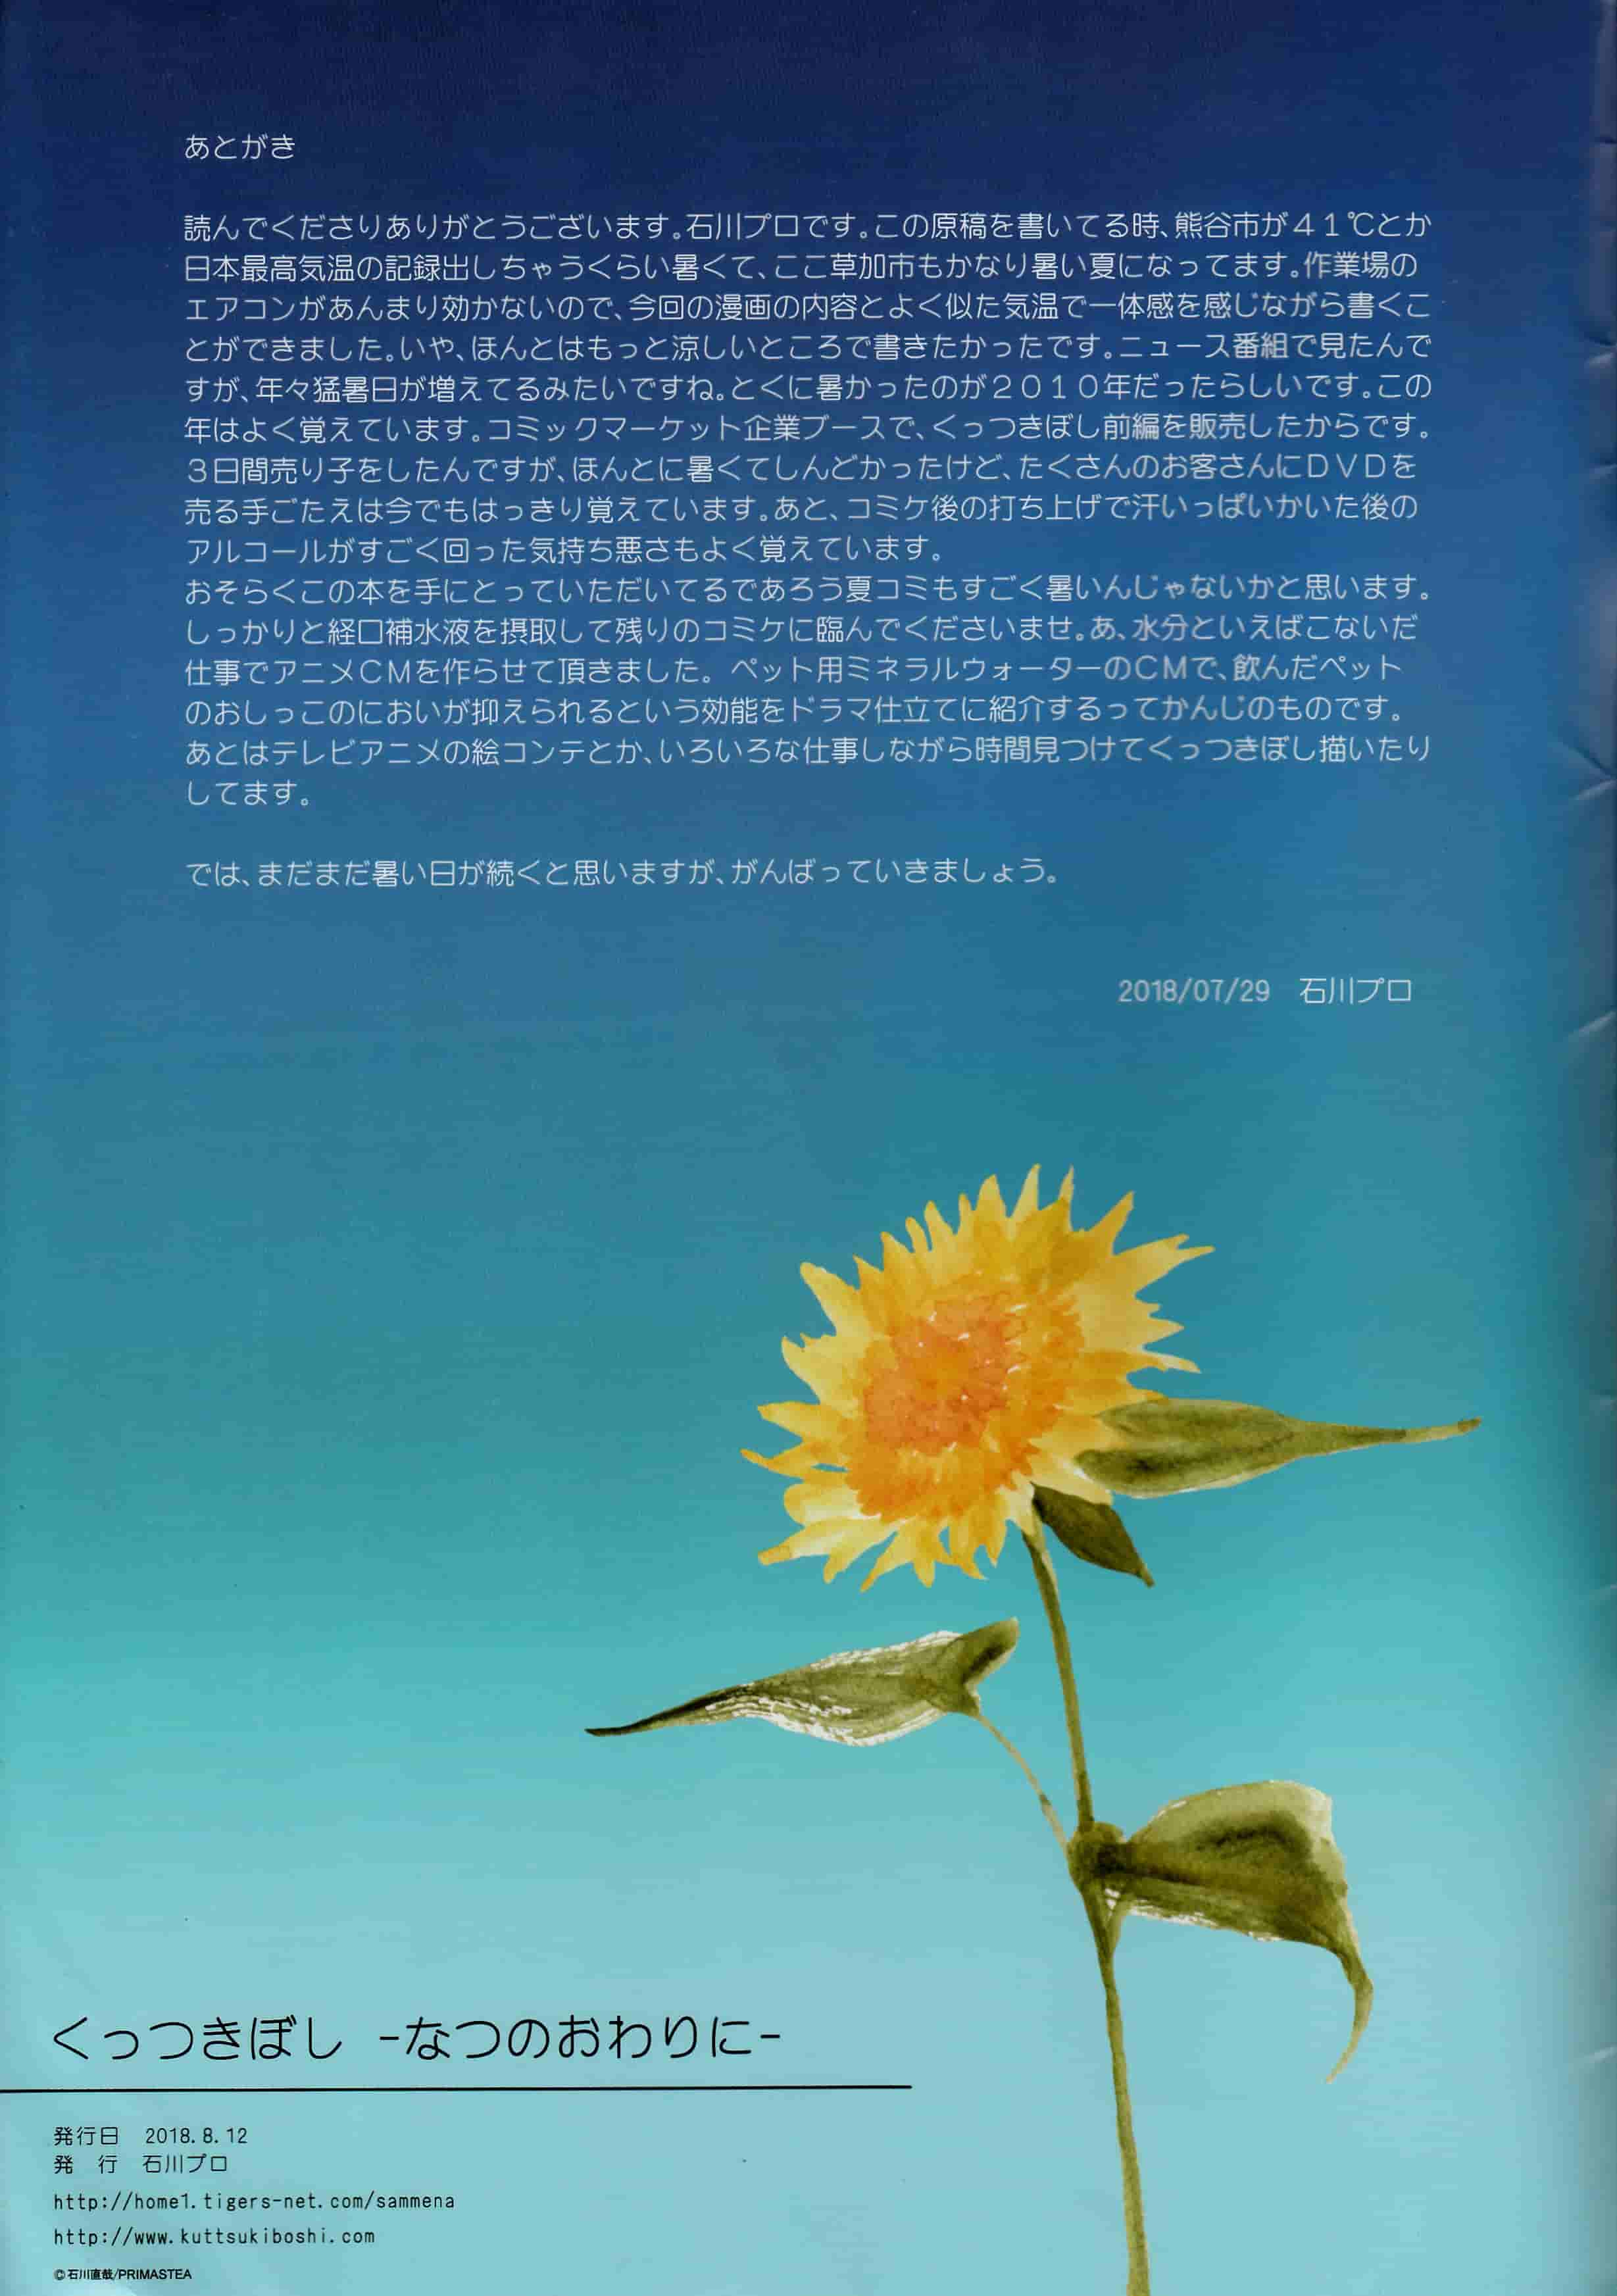 あとがき
読んでくださりありがとうございます。石川プロです。この原稿を書いてる時、熊谷市が４１℃とか
日本最高気温の記録出しちゃうくらい暑くて、ここ草加市もかなり暑い夏になってます。作業場の
エアコンがあんまり効かないので、今回の漫画の内容とよく似た気温で一体感を感じながら書くこ
とができました。いや、ほんとはもっと涼しいところで書きたかったです。ニュース番組で見たんで
すが、年々猛暑日が増えてるみたいですね。とくに暑かったのが２０１０年だったらしいです。この
年はよく覚えています。コミックマーケット企業ブースで、くっつきぼし前編を販売したからです。
３日間売り子をしたんですが、ほんとに暑くてしんどかったけど、たくさんのお客さんにＤＶＤを
売る手ごたえは今でもはっきり覚えています。あと、コミケ後の打ち上げで汗いっぱいかいた後の
アルコールがすごく回った気持ち悪さもよく覚えています。
おそらくこの本を手にとっていただいてるであろう夏コミもすごく暑いんじゃないかと思います。
しっかりと経口補水液を摂取して残りのコミケに臨んでくださいませ。あ、水分といえばこないだ
仕事でアニメＣＭを作らせて頂きました。ペット用ミネラルウォーターのＣＭで、飲んだペット
のおしっこのにおいが抑えられるという効能をドラマ仕立てに紹介するってかんじのものです。
あとはテレビアニメの絵コンテとか、いろいろな仕事しながら時間見つけてくっつきぼし描いたり
してます。
では、まだまだ暑い日が続くと思いますが、がんばっていきましょう。
2018/07/29　石川プロ
くっつきぼし -なつのおわりに-
発行日　2018.8.12
発　行　石川プロ
http://home1.tigers-net.com/sammena
http://www.kuttsukiboshi.com
©石川直哉/PRIMASTEA